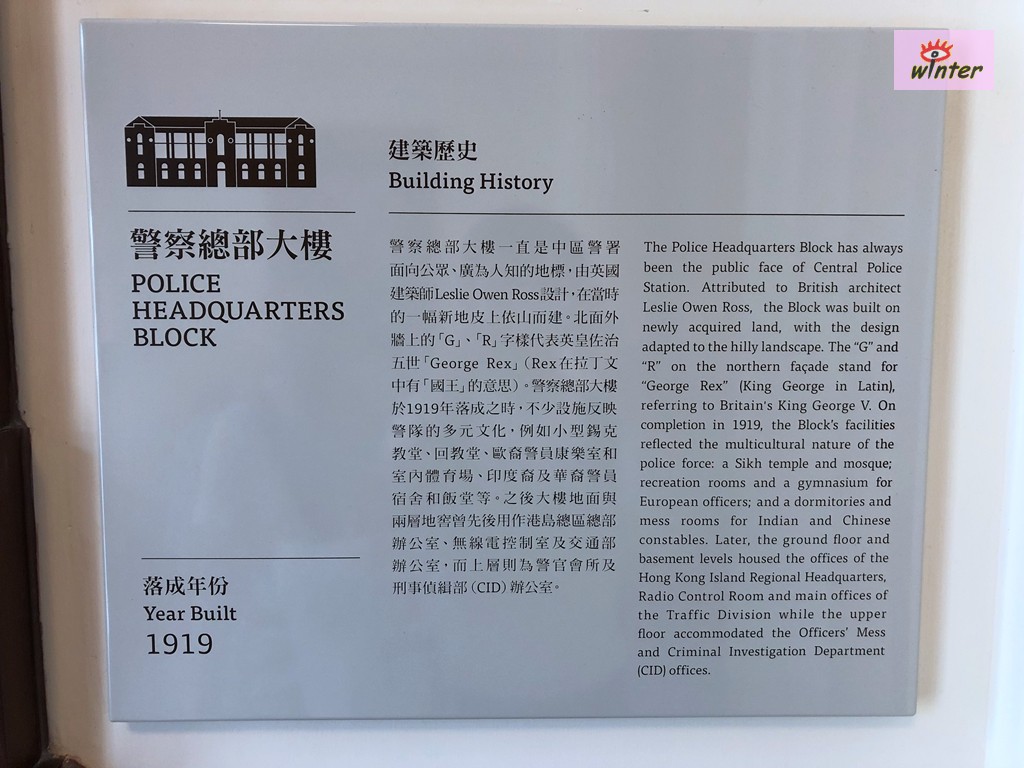 winter
警察總部大樓
POLICE
HEADQUARTERS
BLOCK
落成年份
Year Built
1919
建築歷史
Building History
警察總部大樓一直是中區警署
面向公眾、廣為人知的地標，由英國
建築師Leslie Owen Ross設計，在當時
的一幅新地皮上依山而建。北面外
牆上的「G」、「R」字樣代表英皇佐治
五世「George Rex」（Rex在拉丁文
中有「國王」的意思）。警察總部大樓
於1919年落成之時，不少設施反映
警隊的多元文化，例如小型錫克
教堂、回教堂、歐裔警員康樂室和
室內體育場、印度裔及華裔警員
宿舍和飯堂等。之後大樓地面與
兩層地窖曾先後用作港島總區總部
辦公室、無線電控制室及交通部
辦公室，而上層則為警官會所及
刑事偵緝部（CID）辦公室。
The Police Headquarters Block has always
been the public face of Central Police
Station. Attributed to British architect
Leslie Owen Ross, the Block was built on
newly acquired land, with the design
adapted to the hilly landscape. The “G” and
“R” on the northern façade stand for
“George Rex” (King George in Latin),
referring to Britain's King George V. On
completion in 1919, the Block’s facilities
reflected the multicultural nature of the
police force: a Sikh temple and mosque;
recreation rooms and a gymnasium for
European officers; and a dormitories and
mess rooms for Indian and Chinese
constables. Later, the ground floor and
basement levels housed the offices of the
Hong Kong Island Regional Headquarters,
Radio Control Room and main offices of
the Traffic Division while the upper
floor accommodated the Officers’ Mess
and Criminal Investigation Department
(CID) offices.